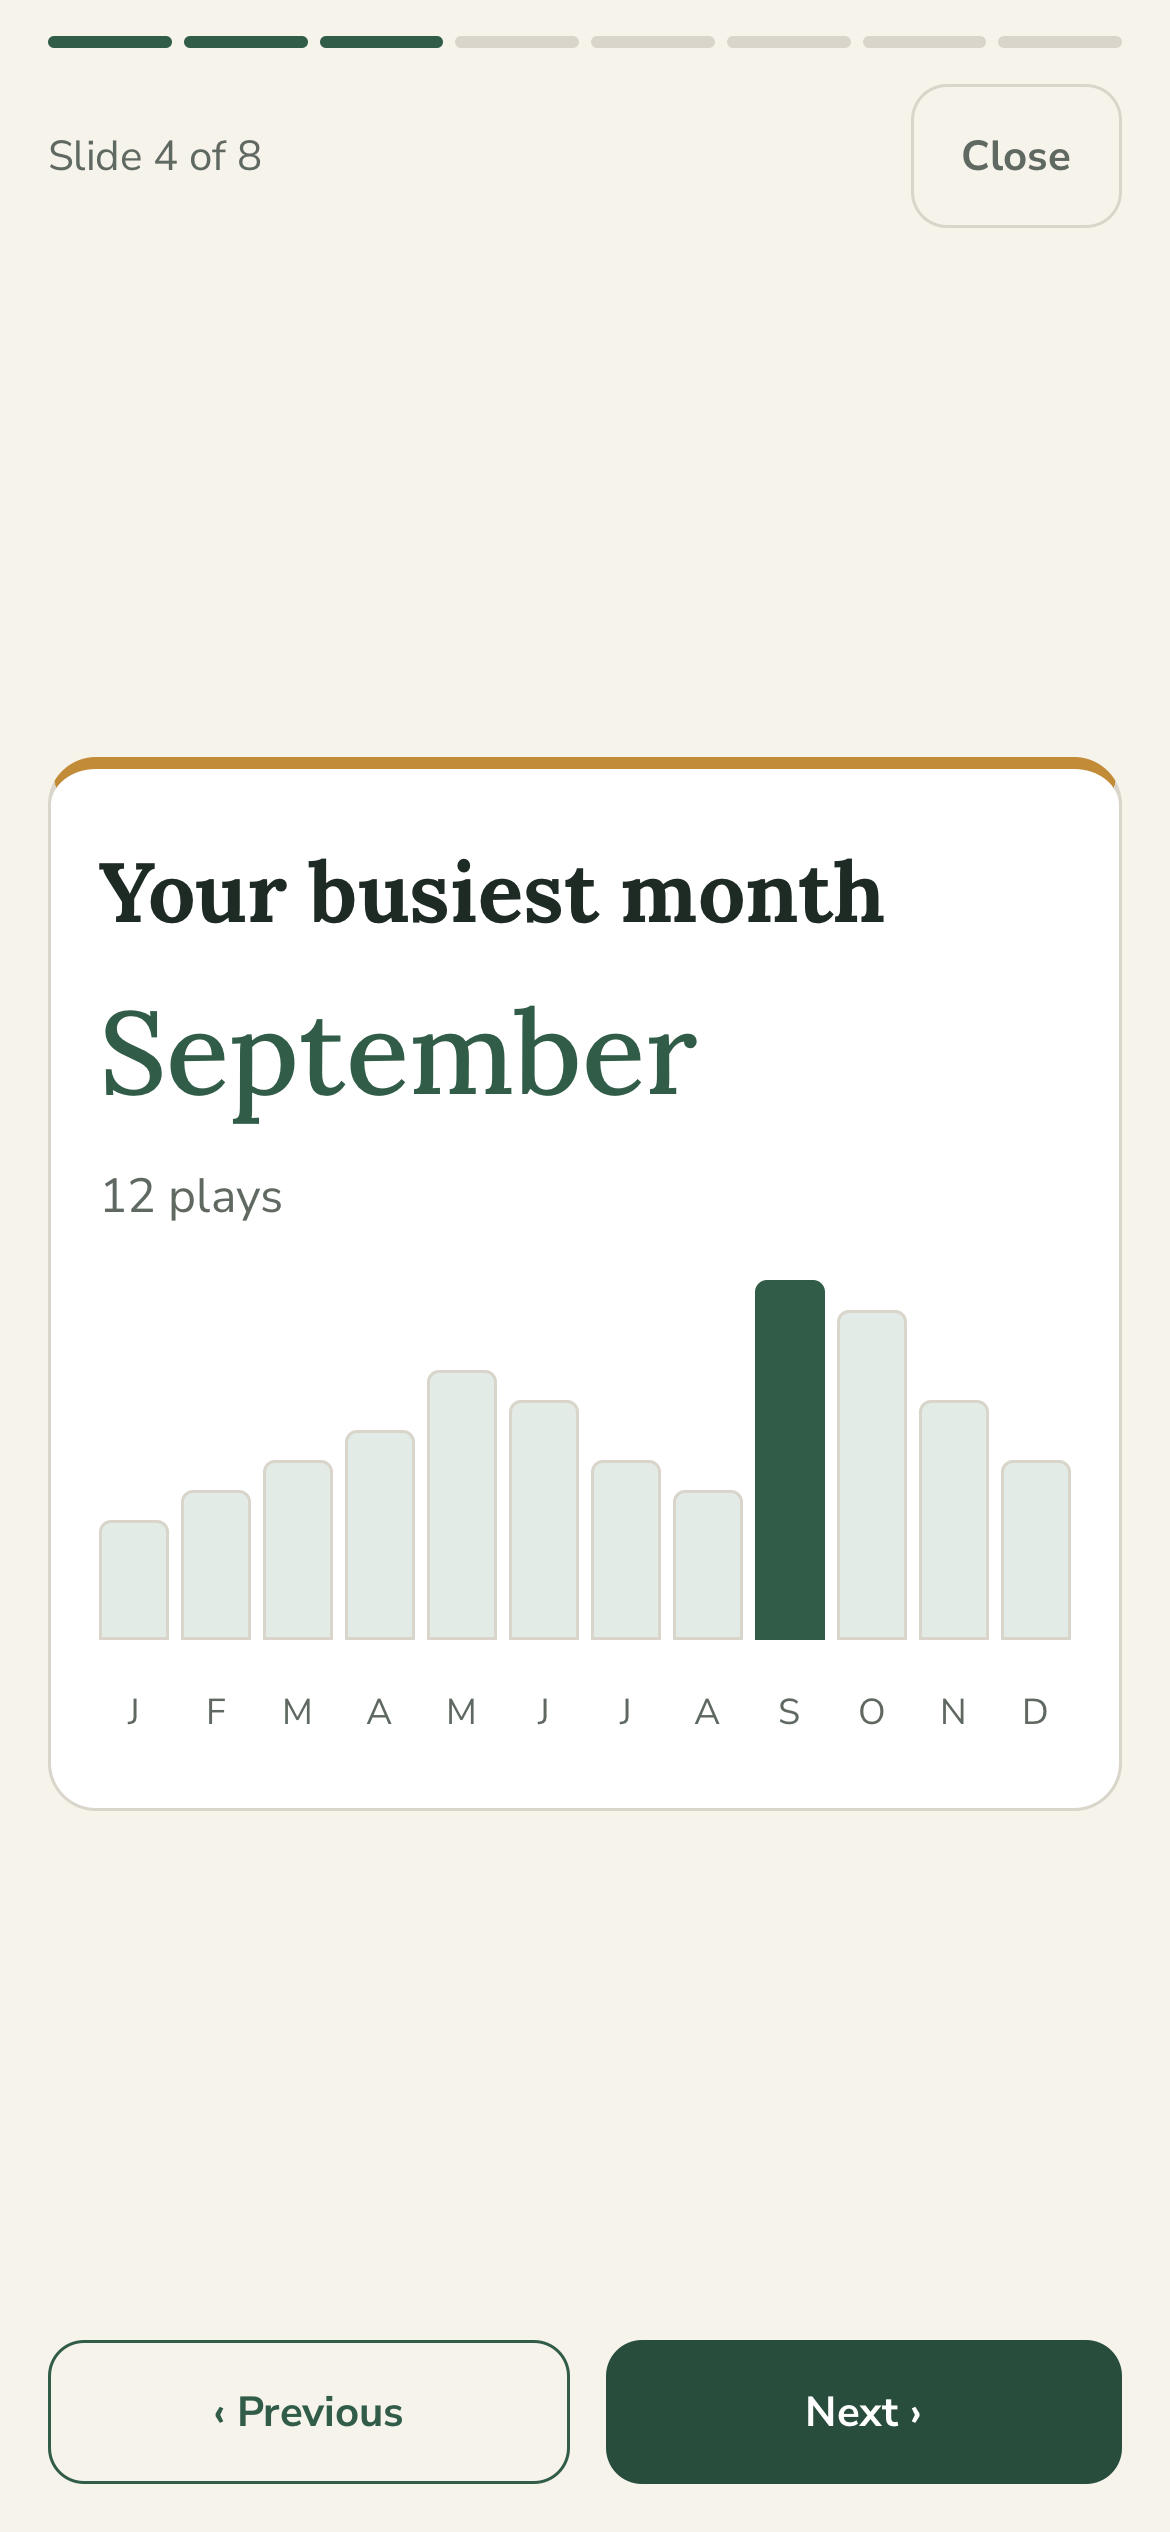 Slide 4 of 8
Close
Your busiest month
September
12 plays
J F M A M J J A S O N D
‹ Previous
Next ›